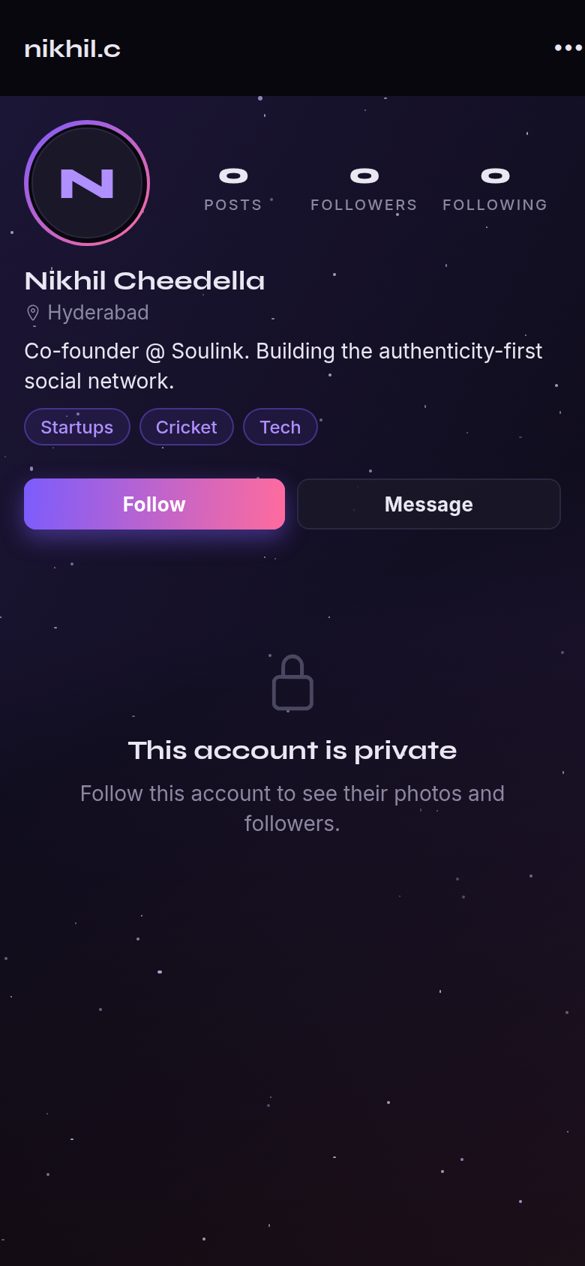 nikhil.c
N
0 0 0
POSTS FOLLOWERS FOLLOWING
Nikhil Cheedella
Hyderabad
Co-founder @ Soulink. Building the authenticity-first
social network.
Startups Cricket Tech
Follow Message
This account is private
Follow this account to see their photos and
followers.